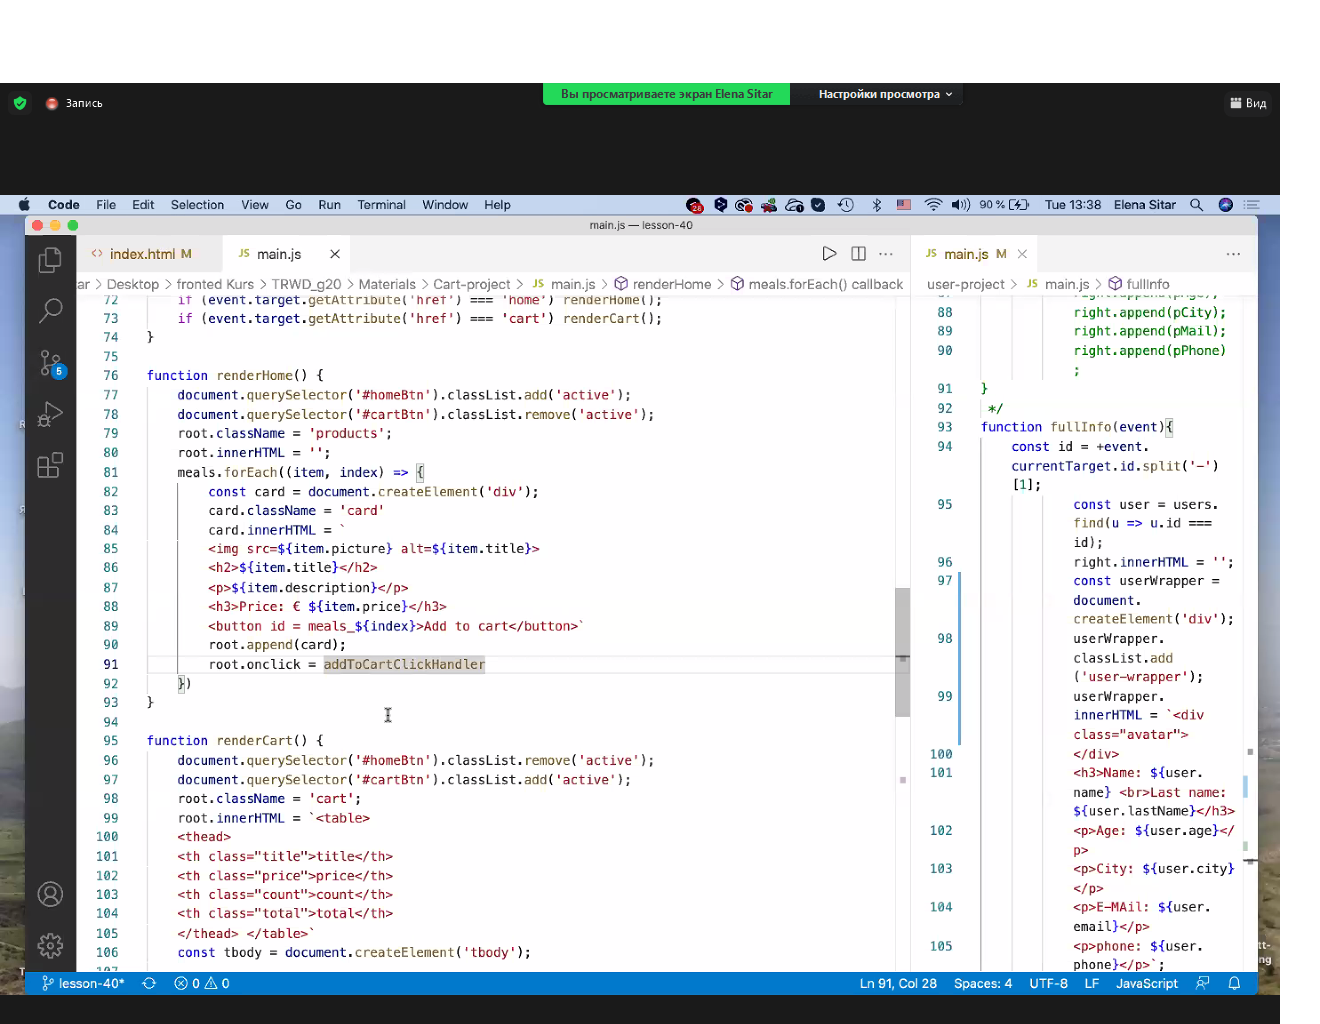 Запись
Вы просматриваете экран Elena Sitar
Настройки просмотра
Вид
Code File Edit Selection View Go Run Terminal Window Help
90 % Tue 13:38 Elena Sitar
main.js — lesson-40
<> index.html M
JS main.js
JS main.js M
Desktop > fronted Kurs > TRWD_g20 > Materials > Cart-project > JS main.js > renderHome > meals.forEach() callback
user-project > JS main.js > fullInfo
72 if (event.target.getAttribute('href') === 'home') renderHome();
73 if (event.target.getAttribute('href') === 'cart') renderCart();
74 }
75
76 function renderHome() {
77 document.querySelector('#homeBtn').classList.add('active');
78 document.querySelector('#cartBtn').classList.remove('active');
79 root.className = 'products';
80 root.innerHTML = '';
81 meals.forEach((item, index) => {
82 const card = document.createElement('div');
83 card.className = 'card'
84 card.innerHTML = `
85 <img src=${item.picture} alt=${item.title}>
86 <h2>${item.title}</h2>
87 <p>${item.description}</p>
88 <h3>Price: € ${item.price}</h3>
89 <button id = meals_${index}>Add to cart</button>`
90 root.append(card);
91 root.onclick = addToCartClickHandler
92 })
93 }
94
95 function renderCart() {
96 document.querySelector('#homeBtn').classList.remove('active');
97 document.querySelector('#cartBtn').classList.add('active');
98 root.className = 'cart';
99 root.innerHTML = `<table>
100 <thead>
101 <th class="title">title</th>
102 <th class="price">price</th>
103 <th class="count">count</th>
104 <th class="total">total</th>
105 </thead> </table>`
106 const tbody = document.createElement('tbody');
88 right.append(pCity);
89 right.append(pMail);
90 right.append(pPhone)
;
91 }
92 */
93 function fullInfo(event){
94 const id = +event.
currentTarget.id.split('-')
[1];
95 const user = users.
find(u => u.id ===
id);
96 right.innerHTML = '';
97 const userWrapper =
document.
createElement('div');
98 userWrapper.
classList.add
('user-wrapper');
99 userWrapper.
innerHTML = `<div
class="avatar">
100 </div>
101 <h3>Name: ${user.
name} <br>Last name:
${user.lastName}</h3>
102 <p>Age: ${user.age}</
p>
103 <p>City: ${user.city}
</p>
104 <p>E-MAil: ${user.
email}</p>
105 <p>phone: ${user.
phone}</p>`;
5
lesson-40* 0 0
Ln 91, Col 28 Spaces: 4 UTF-8 LF JavaScript